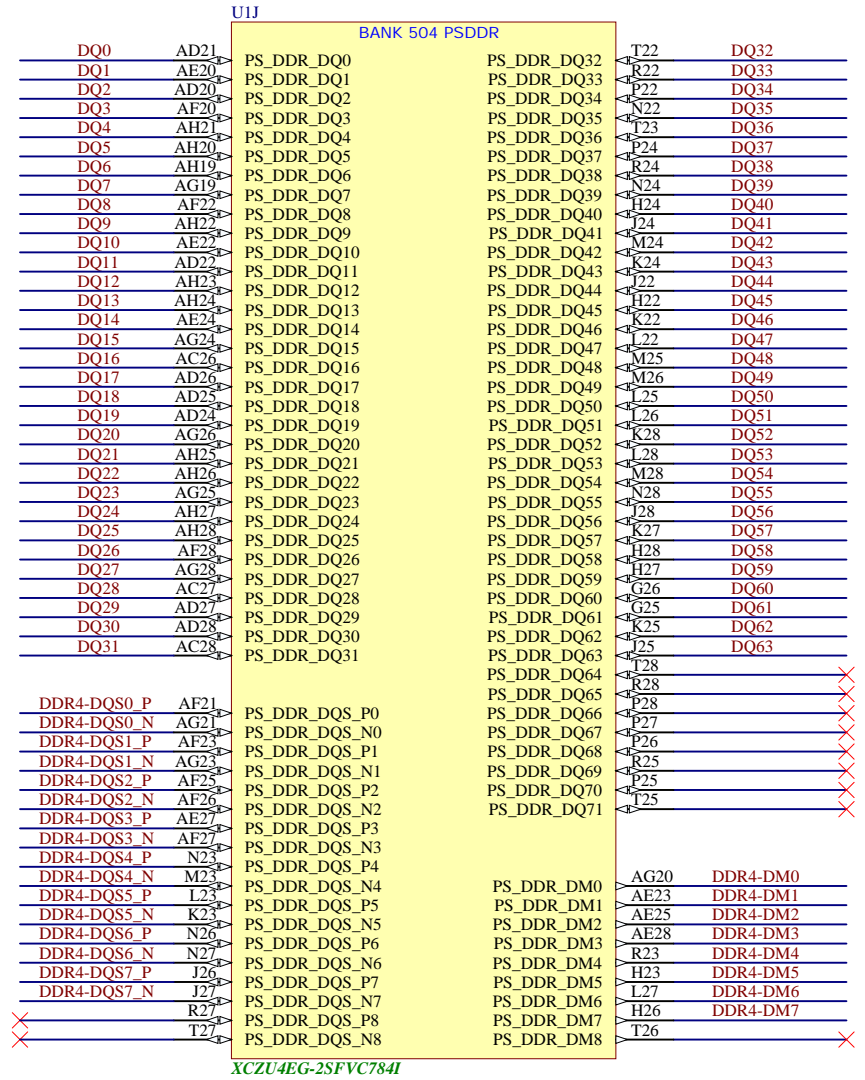 U1J
BANK 504 PSDDR
DQ0 AD21 PS_DDR_DQ0 PS_DDR_DQ32 T22 DQ32
DQ1 AE20 PS_DDR_DQ1 PS_DDR_DQ33 R22 DQ33
DQ2 AD20 PS_DDR_DQ2 PS_DDR_DQ34 P22 DQ34
DQ3 AF20 PS_DDR_DQ3 PS_DDR_DQ35 N22 DQ35
DQ4 AH21 PS_DDR_DQ4 PS_DDR_DQ36 T23 DQ36
DQ5 AH20 PS_DDR_DQ5 PS_DDR_DQ37 P24 DQ37
DQ6 AH19 PS_DDR_DQ6 PS_DDR_DQ38 R24 DQ38
DQ7 AG19 PS_DDR_DQ7 PS_DDR_DQ39 N24 DQ39
DQ8 AF22 PS_DDR_DQ8 PS_DDR_DQ40 H24 DQ40
DQ9 AH22 PS_DDR_DQ9 PS_DDR_DQ41 J24 DQ41
DQ10 AE22 PS_DDR_DQ10 PS_DDR_DQ42 M24 DQ42
DQ11 AD22 PS_DDR_DQ11 PS_DDR_DQ43 K24 DQ43
DQ12 AH23 PS_DDR_DQ12 PS_DDR_DQ44 J22 DQ44
DQ13 AH24 PS_DDR_DQ13 PS_DDR_DQ45 H22 DQ45
DQ14 AE24 PS_DDR_DQ14 PS_DDR_DQ46 K22 DQ46
DQ15 AG24 PS_DDR_DQ15 PS_DDR_DQ47 L22 DQ47
DQ16 AC26 PS_DDR_DQ16 PS_DDR_DQ48 M25 DQ48
DQ17 AD26 PS_DDR_DQ17 PS_DDR_DQ49 M26 DQ49
DQ18 AD25 PS_DDR_DQ18 PS_DDR_DQ50 L25 DQ50
DQ19 AD24 PS_DDR_DQ19 PS_DDR_DQ51 L26 DQ51
DQ20 AG26 PS_DDR_DQ20 PS_DDR_DQ52 K28 DQ52
DQ21 AH25 PS_DDR_DQ21 PS_DDR_DQ53 L28 DQ53
DQ22 AH26 PS_DDR_DQ22 PS_DDR_DQ54 M28 DQ54
DQ23 AG25 PS_DDR_DQ23 PS_DDR_DQ55 N28 DQ55
DQ24 AH27 PS_DDR_DQ24 PS_DDR_DQ56 J28 DQ56
DQ25 AH28 PS_DDR_DQ25 PS_DDR_DQ57 K27 DQ57
DQ26 AF28 PS_DDR_DQ26 PS_DDR_DQ58 H28 DQ58
DQ27 AG28 PS_DDR_DQ27 PS_DDR_DQ59 H27 DQ59
DQ28 AC27 PS_DDR_DQ28 PS_DDR_DQ60 G26 DQ60
DQ29 AD27 PS_DDR_DQ29 PS_DDR_DQ61 G25 DQ61
DQ30 AD28 PS_DDR_DQ30 PS_DDR_DQ62 K25 DQ62
DQ31 AC28 PS_DDR_DQ31 PS_DDR_DQ63 J25 DQ63
PS_DDR_DQ64 T28
PS_DDR_DQ65 R28
DDR4-DQS0_P AF21 PS_DDR_DQS_P0 PS_DDR_DQ66 P28
DDR4-DQS0_N AG21 PS_DDR_DQS_N0 PS_DDR_DQ67 P27
DDR4-DQS1_P AF23 PS_DDR_DQS_P1 PS_DDR_DQ68 P26
DDR4-DQS1_N AG23 PS_DDR_DQS_N1 PS_DDR_DQ69 R25
DDR4-DQS2_P AF25 PS_DDR_DQS_P2 PS_DDR_DQ70 P25
DDR4-DQS2_N AF26 PS_DDR_DQS_N2 PS_DDR_DQ71 T25
DDR4-DQS3_P AE27 PS_DDR_DQS_P3
DDR4-DQS3_N AF27 PS_DDR_DQS_N3
DDR4-DQS4_P N23 PS_DDR_DQS_P4
DDR4-DQS4_N M23 PS_DDR_DQS_N4 PS_DDR_DM0 AG20 DDR4-DM0
DDR4-DQS5_P L23 PS_DDR_DQS_P5 PS_DDR_DM1 AE23 DDR4-DM1
DDR4-DQS5_N K23 PS_DDR_DQS_N5 PS_DDR_DM2 AE25 DDR4-DM2
DDR4-DQS6_P N26 PS_DDR_DQS_P6 PS_DDR_DM3 AE28 DDR4-DM3
DDR4-DQS6_N N27 PS_DDR_DQS_N6 PS_DDR_DM4 R23 DDR4-DM4
DDR4-DQS7_P J26 PS_DDR_DQS_P7 PS_DDR_DM5 H23 DDR4-DM5
DDR4-DQS7_N J27 PS_DDR_DQS_N7 PS_DDR_DM6 L27 DDR4-DM6
R27 PS_DDR_DQS_P8 PS_DDR_DM7 H26 DDR4-DM7
T27 PS_DDR_DQS_N8 PS_DDR_DM8 T26
XCZU4EG-2SFVC784I